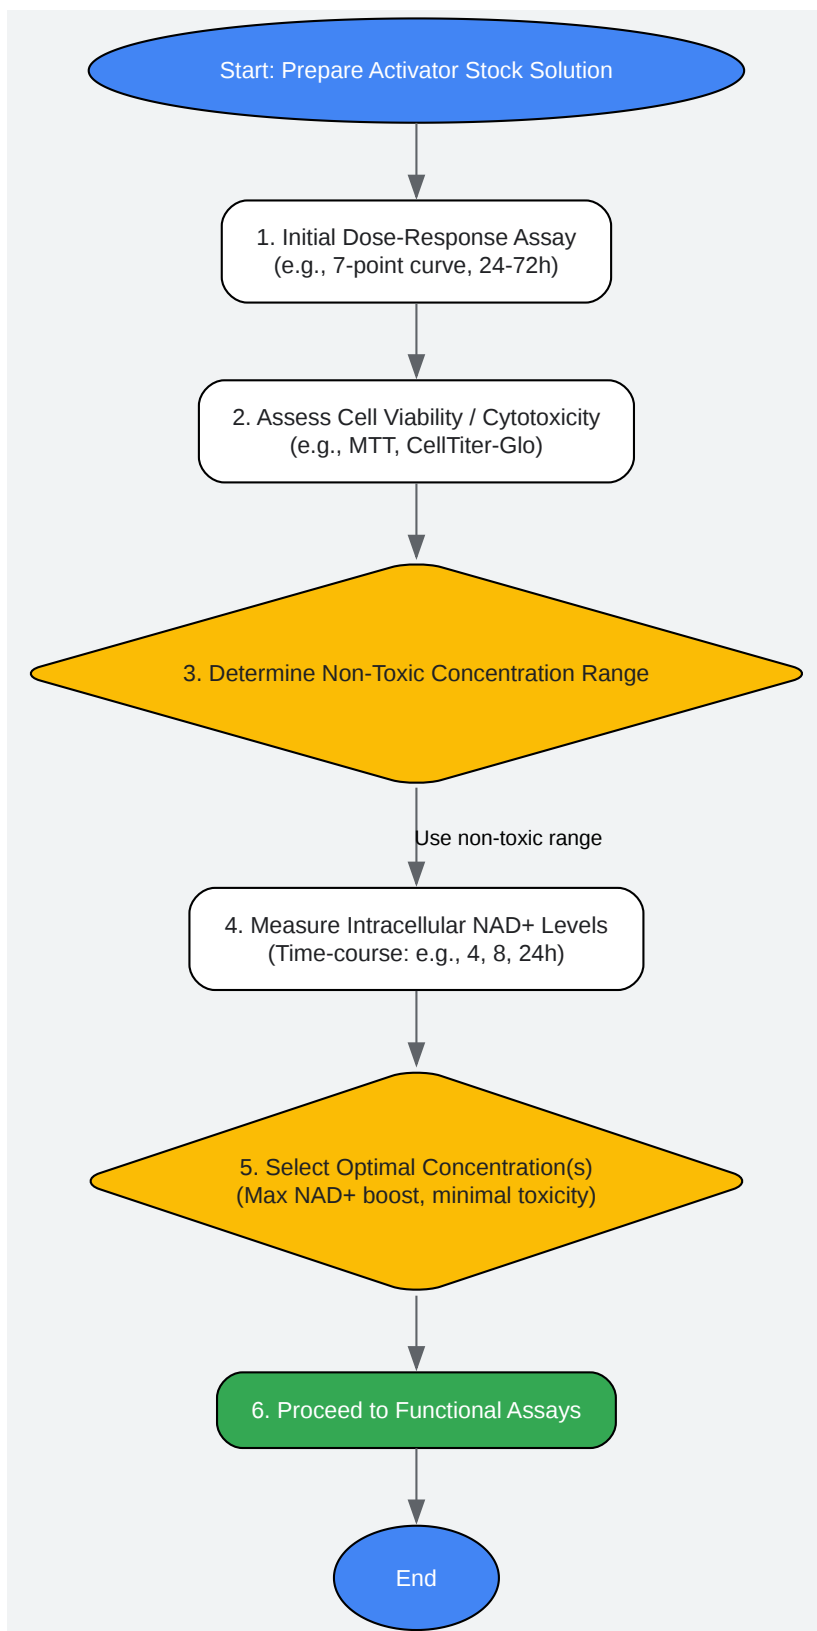 Start: Prepare Activator Stock Solution
1. Initial Dose-Response Assay
(e.g., 7-point curve, 24-72h)
2. Assess Cell Viability / Cytotoxicity
(e.g., MTT, CellTiter-Glo)
3. Determine Non-Toxic Concentration Range
Use non-toxic range
4. Measure Intracellular NAD+ Levels
(Time-course: e.g., 4, 8, 24h)
5. Select Optimal Concentration(s)
(Max NAD+ boost, minimal toxicity)
6. Proceed to Functional Assays
End